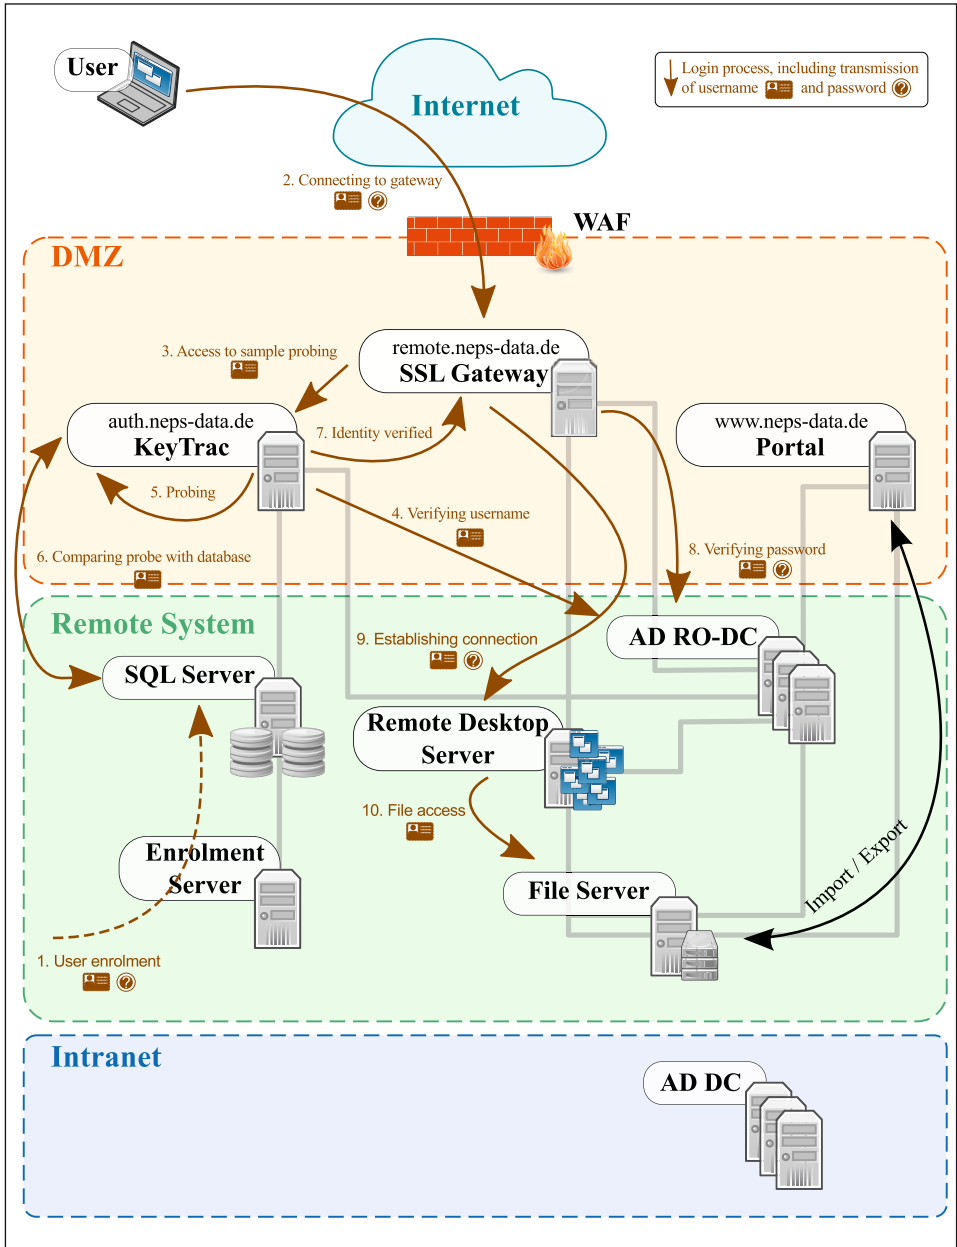 User
Internet
Login process, including transmission
of username and password
2. Connecting to gateway
WAF
DMZ
remote.neps-data.de
SSL Gateway
3. Access to sample probing
auth.neps-data.de
KeyTrac
7. Identity verified
www.neps-data.de
Portal
5. Probing
4. Verifying username
6. Comparing probe with database
8. Verifying password
Remote System
AD RO-DC
9. Establishing connection
SQL Server
Remote Desktop
Server
10. File access
Enrolment
Server
File Server
Import / Export
1. User enrolment
Intranet
AD DC